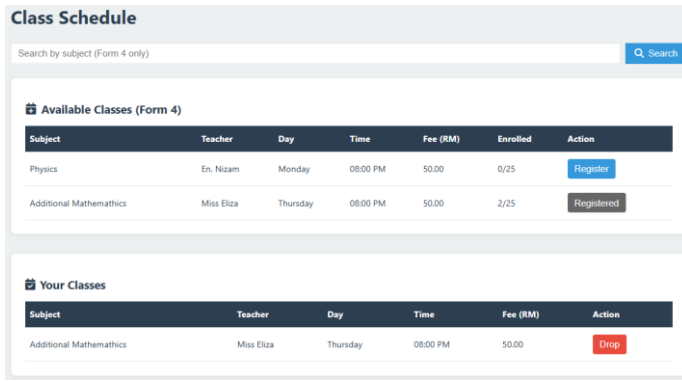 Class Schedule
Search by subject (Form 4 only)
Search
Available Classes (Form 4)
Subject Teacher Day Time Fee (RM) Enrolled Action
Physics En. Nizam Monday 08:00 PM 50.00 0/25 Register
Additional Mathemathics Miss Eliza Thursday 08:00 PM 50.00 2/25 Registered
Your Classes
Subject Teacher Day Time Fee (RM) Action
Additional Mathemathics Miss Eliza Thursday 08:00 PM 50.00 Drop